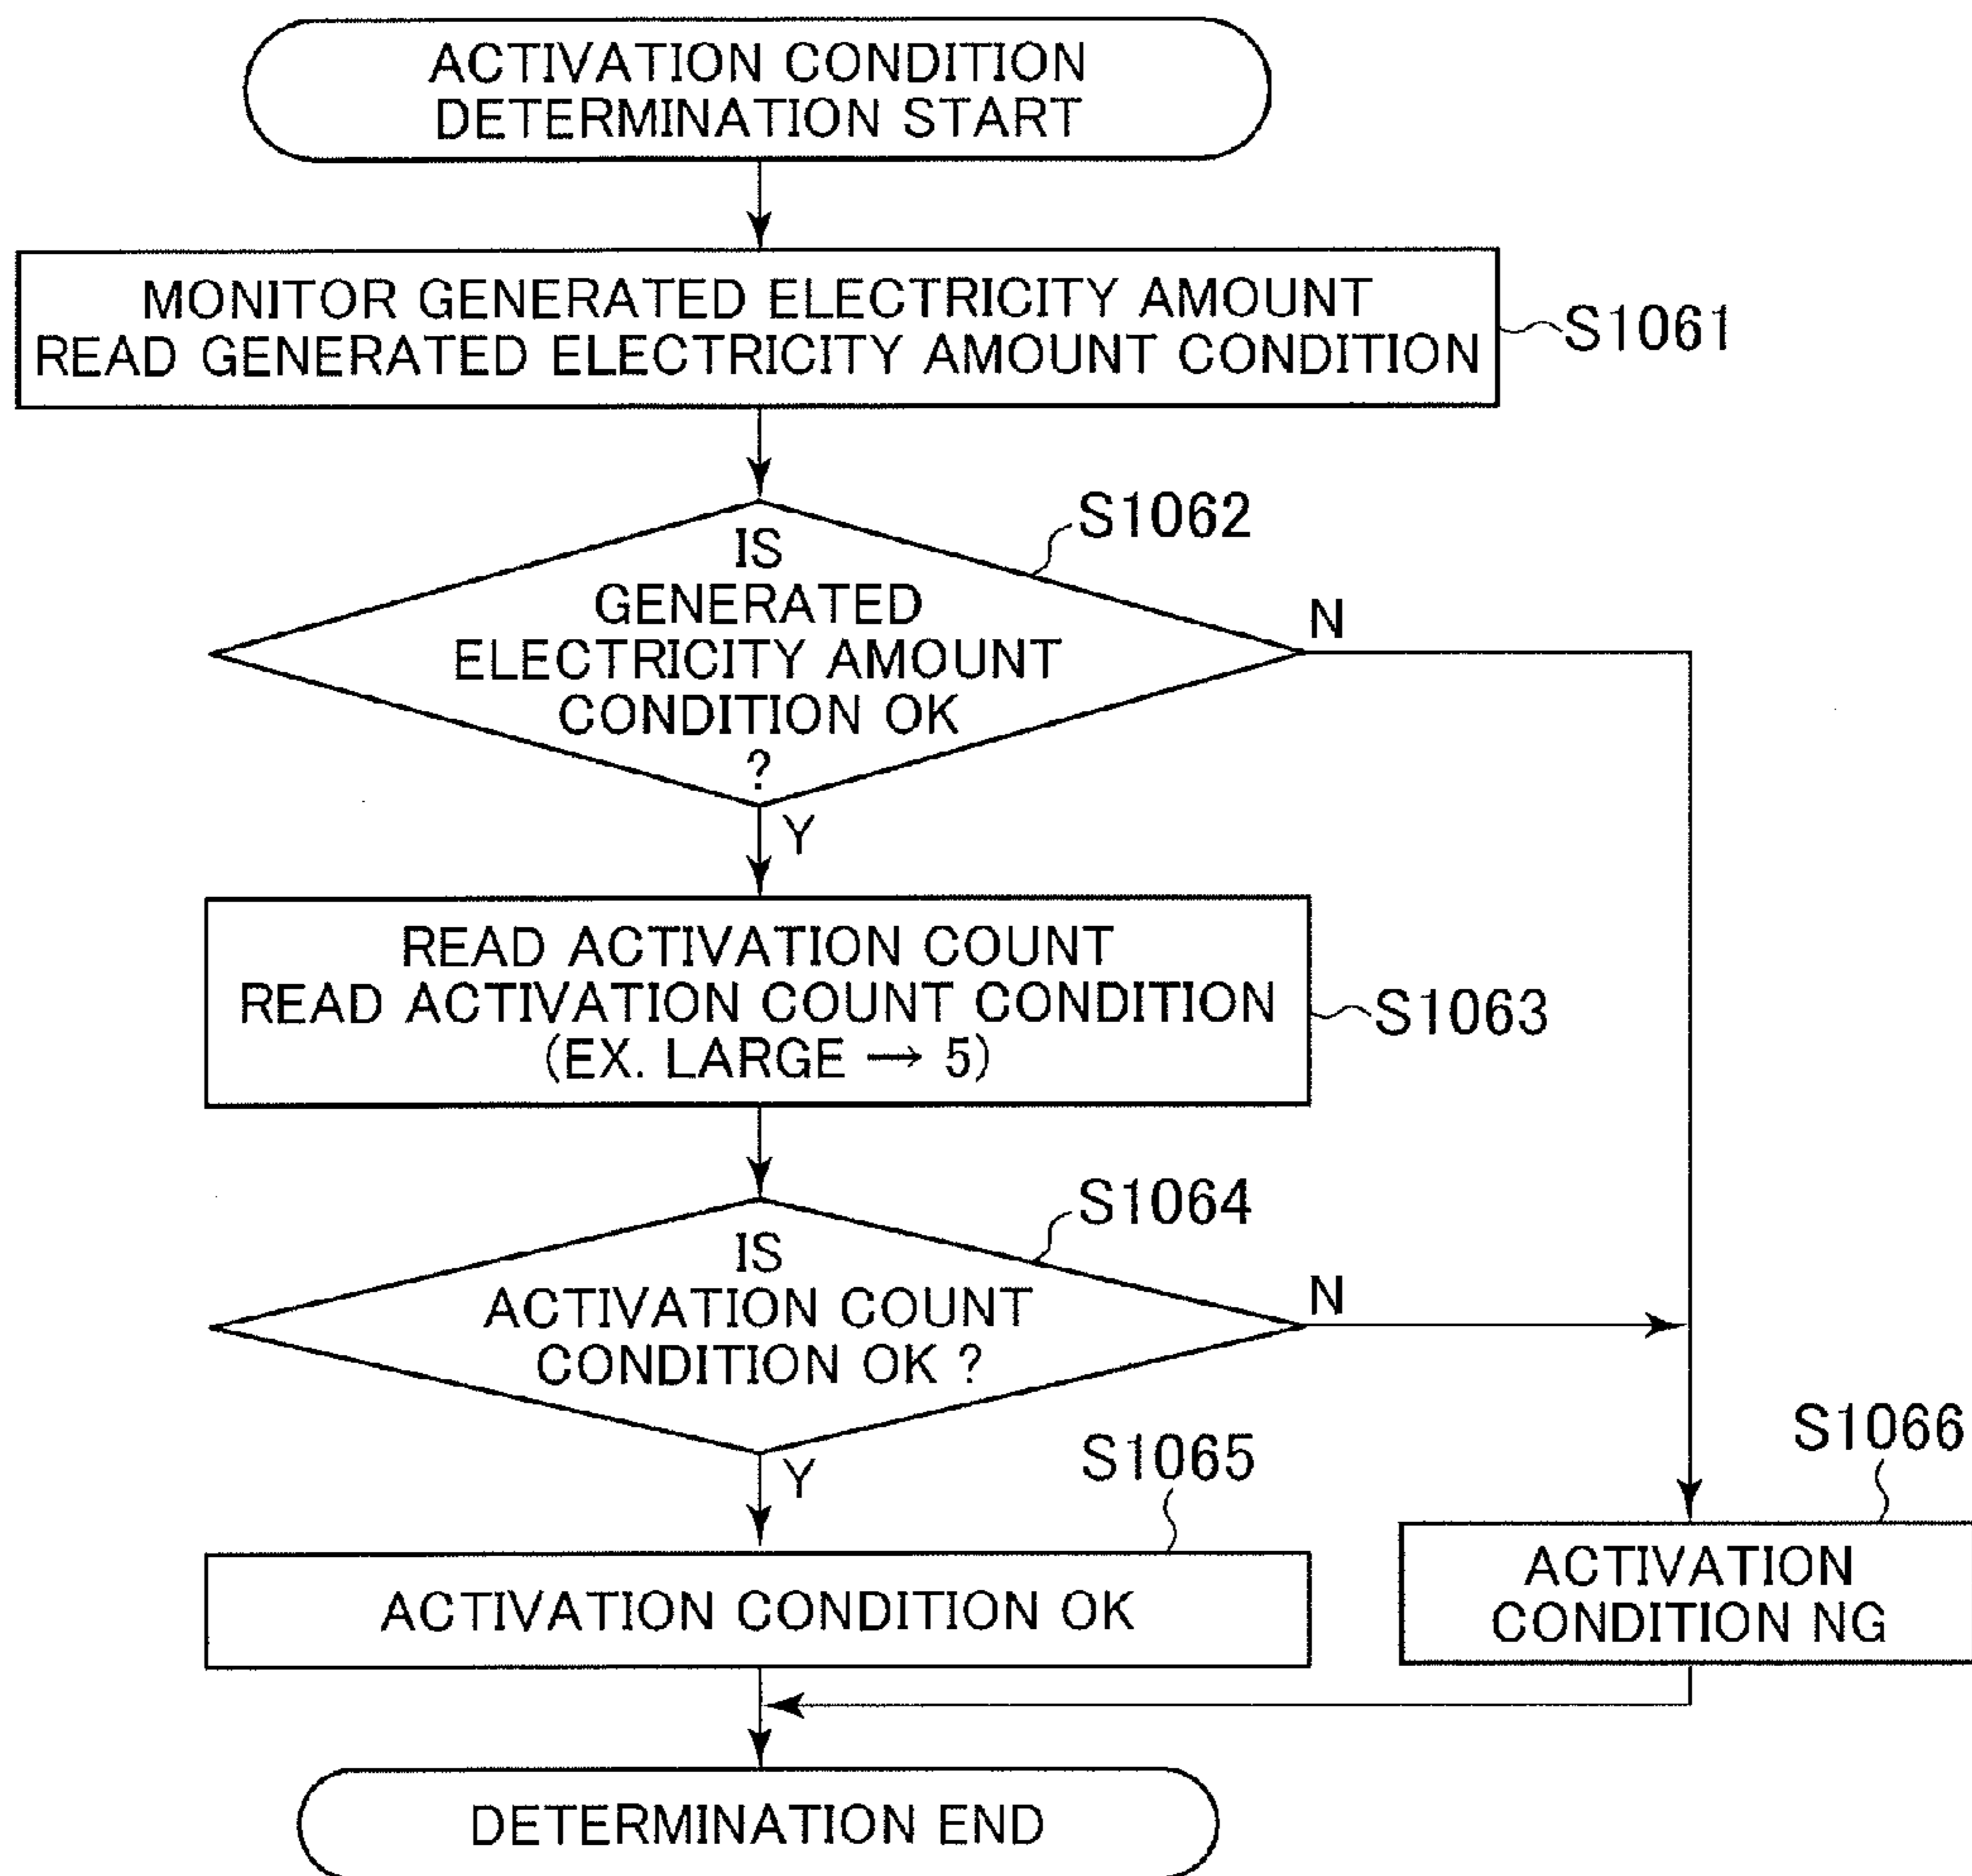 ACTIVATION CONDITION
DETERMINATION START
MONITOR GENERATED ELECTRICITY AMOUNT
READ GENERATED ELECTRICITY AMOUNT CONDITION
S1061
S1062
IS
GENERATED
ELECTRICITY AMOUNT
CONDITION OK
?
N
Y
READ ACTIVATION COUNT
READ ACTIVATION COUNT CONDITION
(EX. LARGE → 5)
S1063
S1064
IS
ACTIVATION COUNT
CONDITION OK ?
N
Y
S1065
ACTIVATION CONDITION OK
S1066
ACTIVATION
CONDITION NG
DETERMINATION END